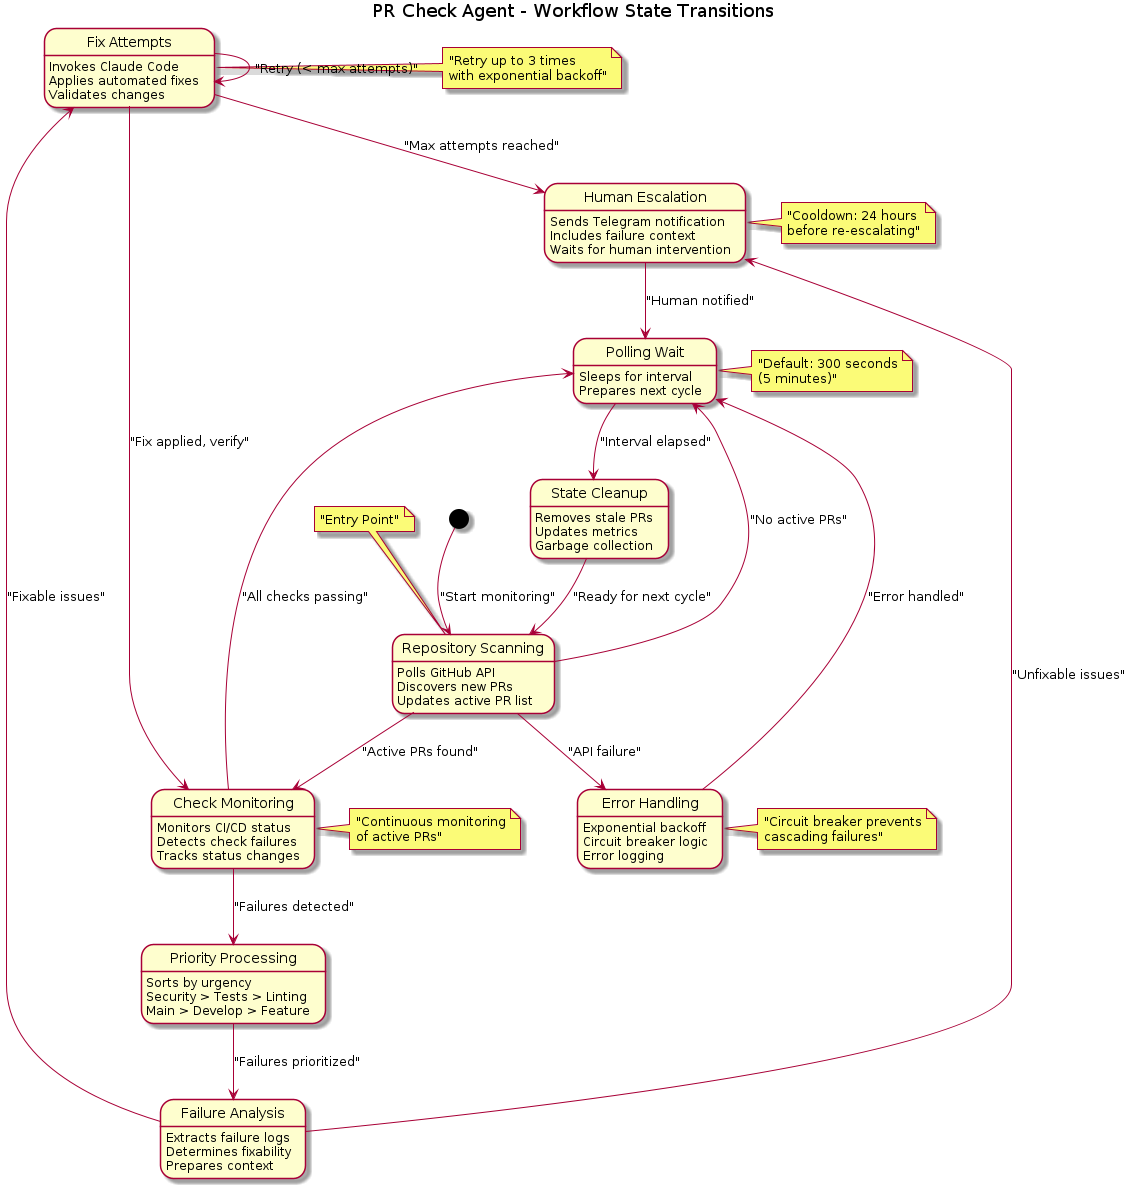 PR Check Agent - Workflow State Transitions
Fix Attempts
Invokes Claude Code
Applies automated fixes
Validates changes
"Retry (< max attempts)"
"Retry up to 3 times
with exponential backoff"
"Max attempts reached"
Human Escalation
Sends Telegram notification
Includes failure context
Waits for human intervention
"Cooldown: 24 hours
before re-escalating"
"Human notified"
Polling Wait
Sleeps for interval
Prepares next cycle
"Default: 300 seconds
(5 minutes)"
"Fix applied, verify"
"Interval elapsed"
State Cleanup
Removes stale PRs
Updates metrics
Garbage collection
"Entry Point"
"No active PRs"
"Fixable issues"
"All checks passing"
"Start monitoring"
"Ready for next cycle"
"Error handled"
Repository Scanning
Polls GitHub API
Discovers new PRs
Updates active PR list
"Unfixable issues"
"Active PRs found"
"API failure"
Check Monitoring
Monitors CI/CD status
Detects check failures
Tracks status changes
"Continuous monitoring
of active PRs"
Error Handling
Exponential backoff
Circuit breaker logic
Error logging
"Circuit breaker prevents
cascading failures"
"Failures detected"
Priority Processing
Sorts by urgency
Security > Tests > Linting
Main > Develop > Feature
"Failures prioritized"
Failure Analysis
Extracts failure logs
Determines fixability
Prepares context